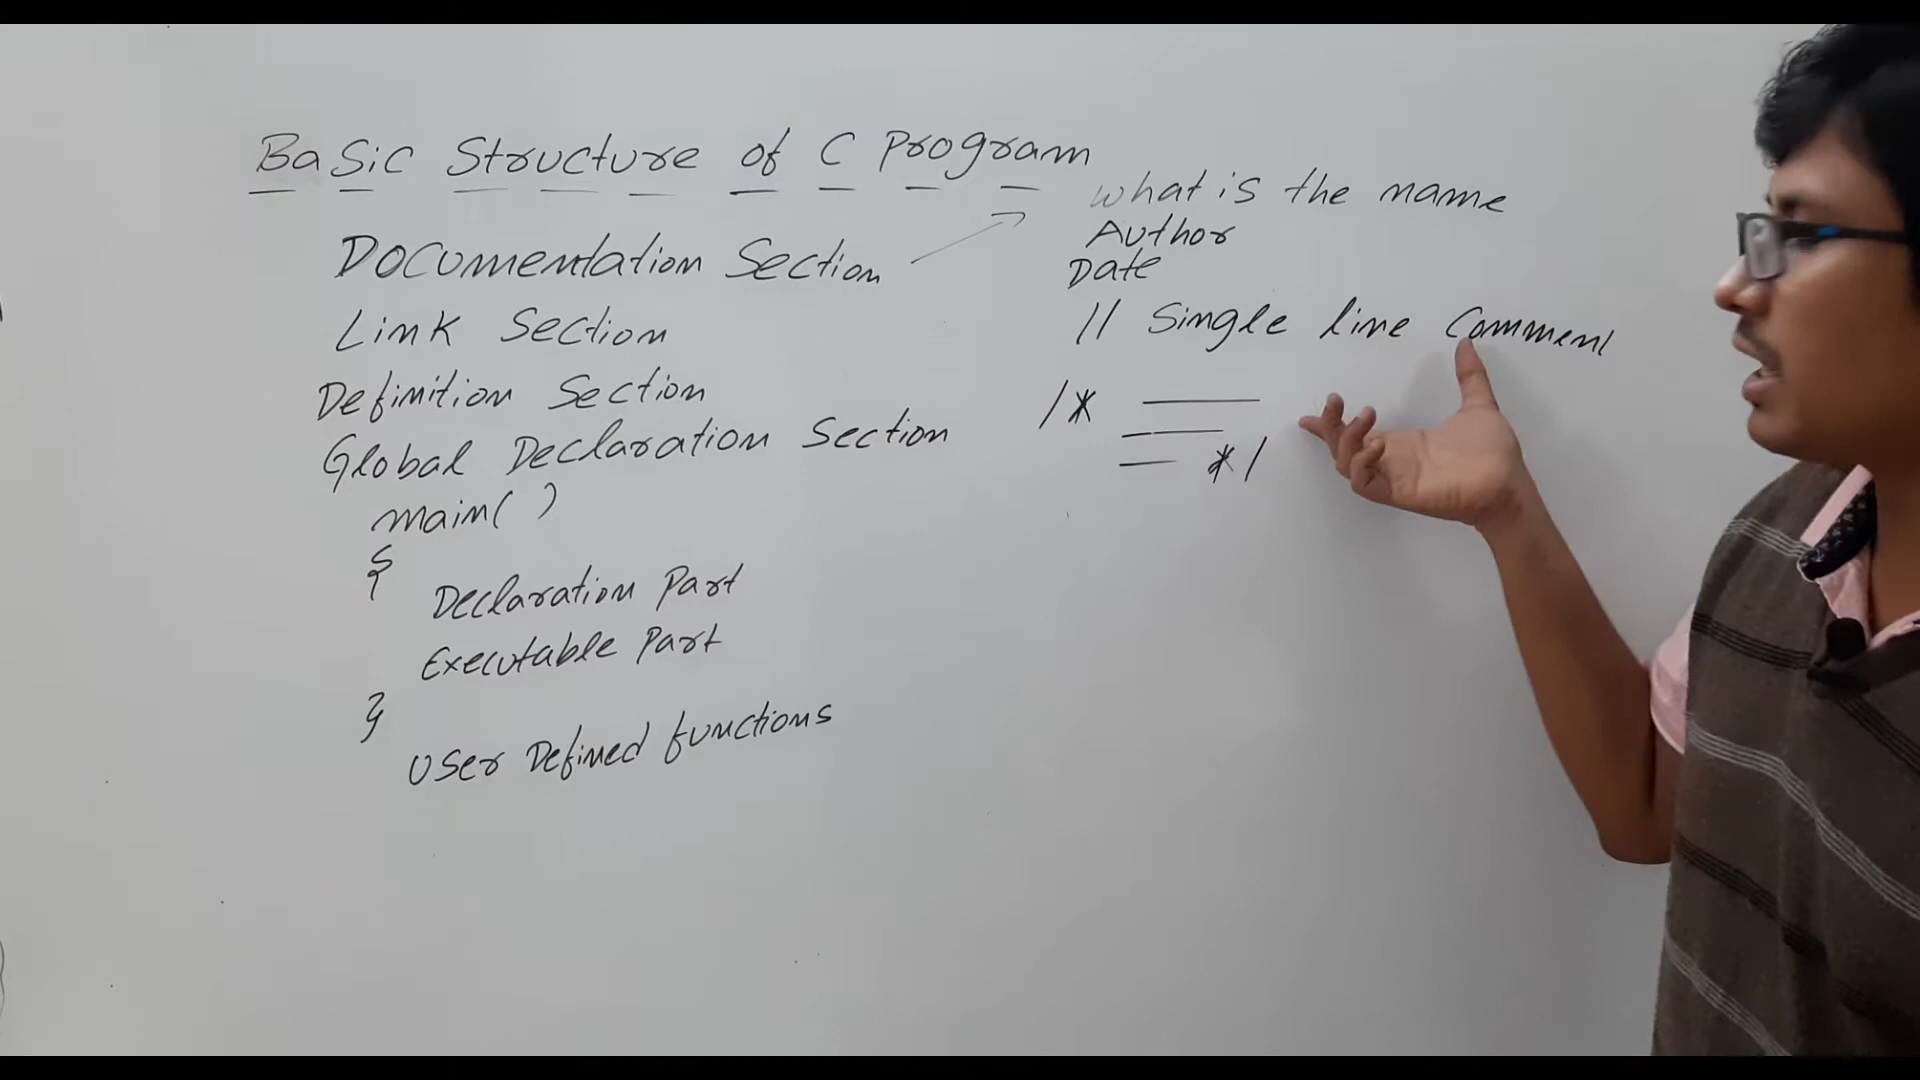 Basic Structure of C Program
Documentation Section
Link Section
Definition Section
Global Declaration Section
main( )
{
Declaration Part
Executable Part
}
User Defined functions
what is the name
Author
Date
// Single line Comment
/*
*/